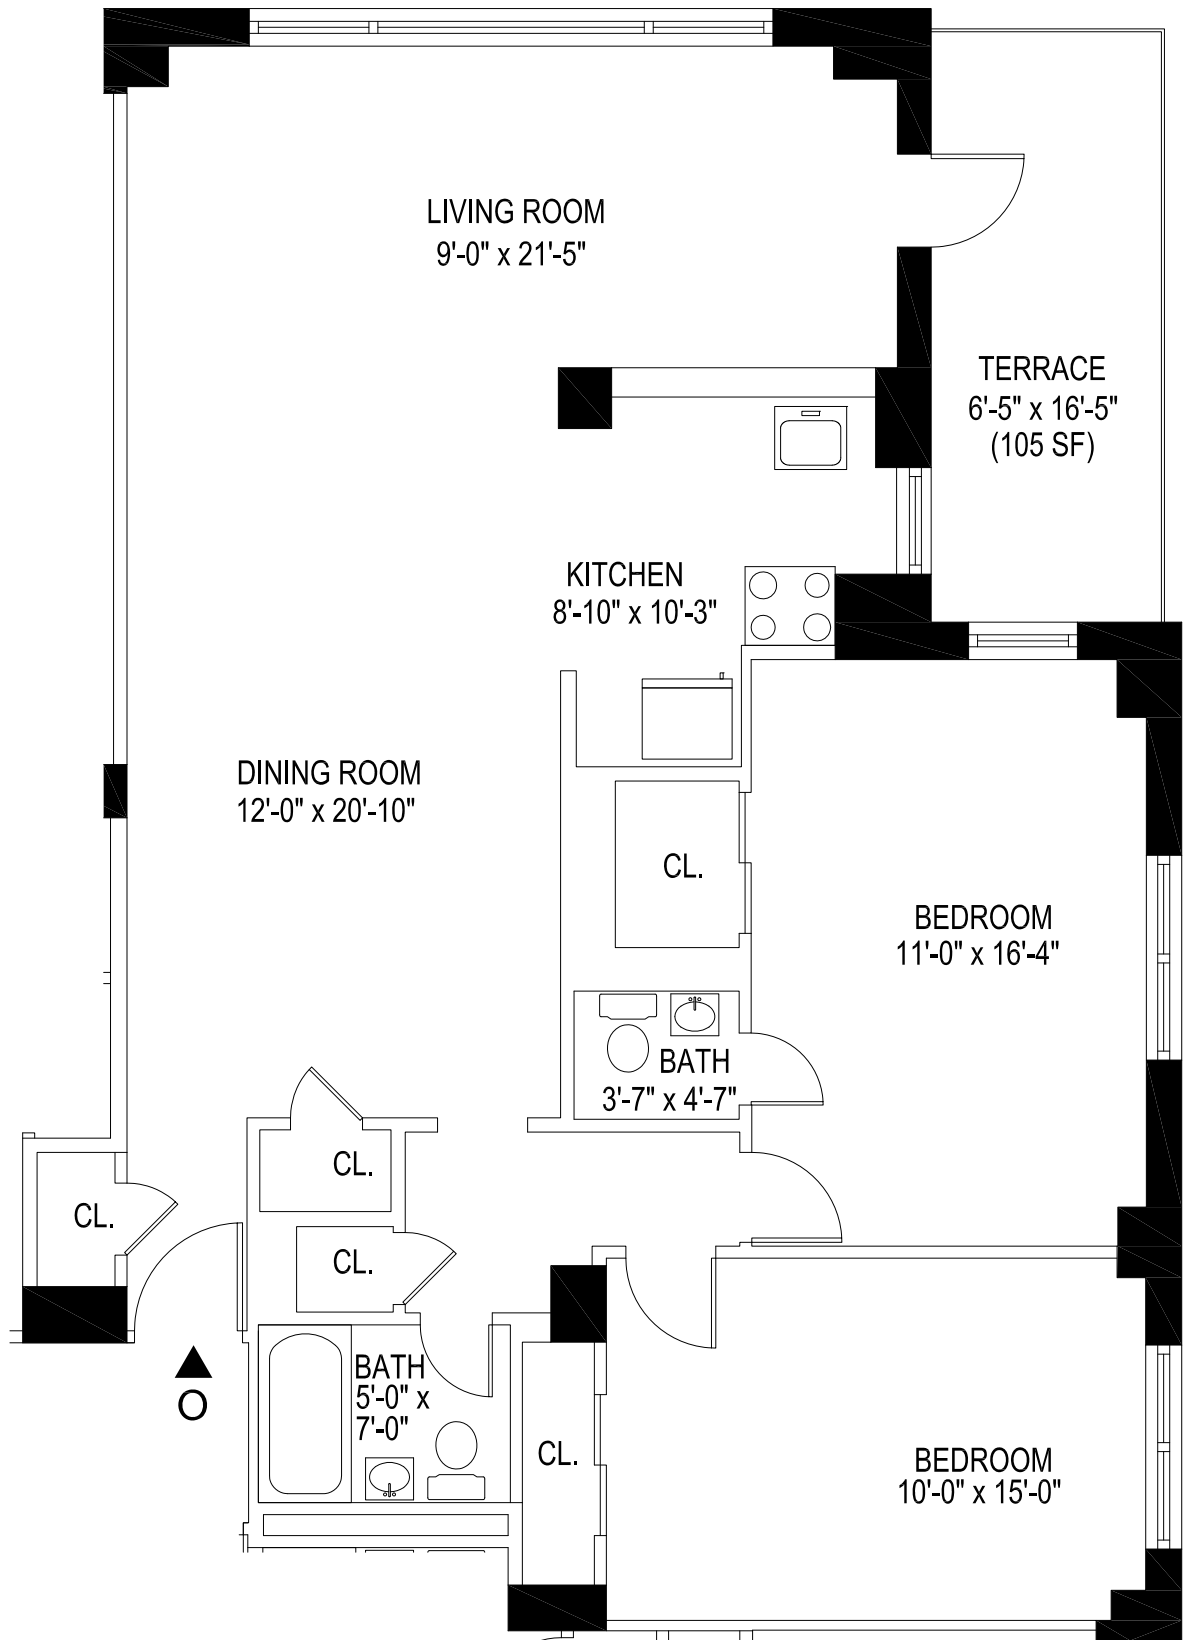 LIVING ROOM
9'-0" x 21'-5"
TERRACE
6'-5" x 16'-5"
(105 SF)
KITCHEN
8'-10" x 10'-3"
DINING ROOM
12'-0" x 20'-10"
CL.
BEDROOM
11'-0" x 16'-4"
BATH
3'-7" x 4'-7"
CL.
CL.
CL.
BATH
5'-0" x
7'-0"
O
CL.
BEDROOM
10'-0" x 15'-0"